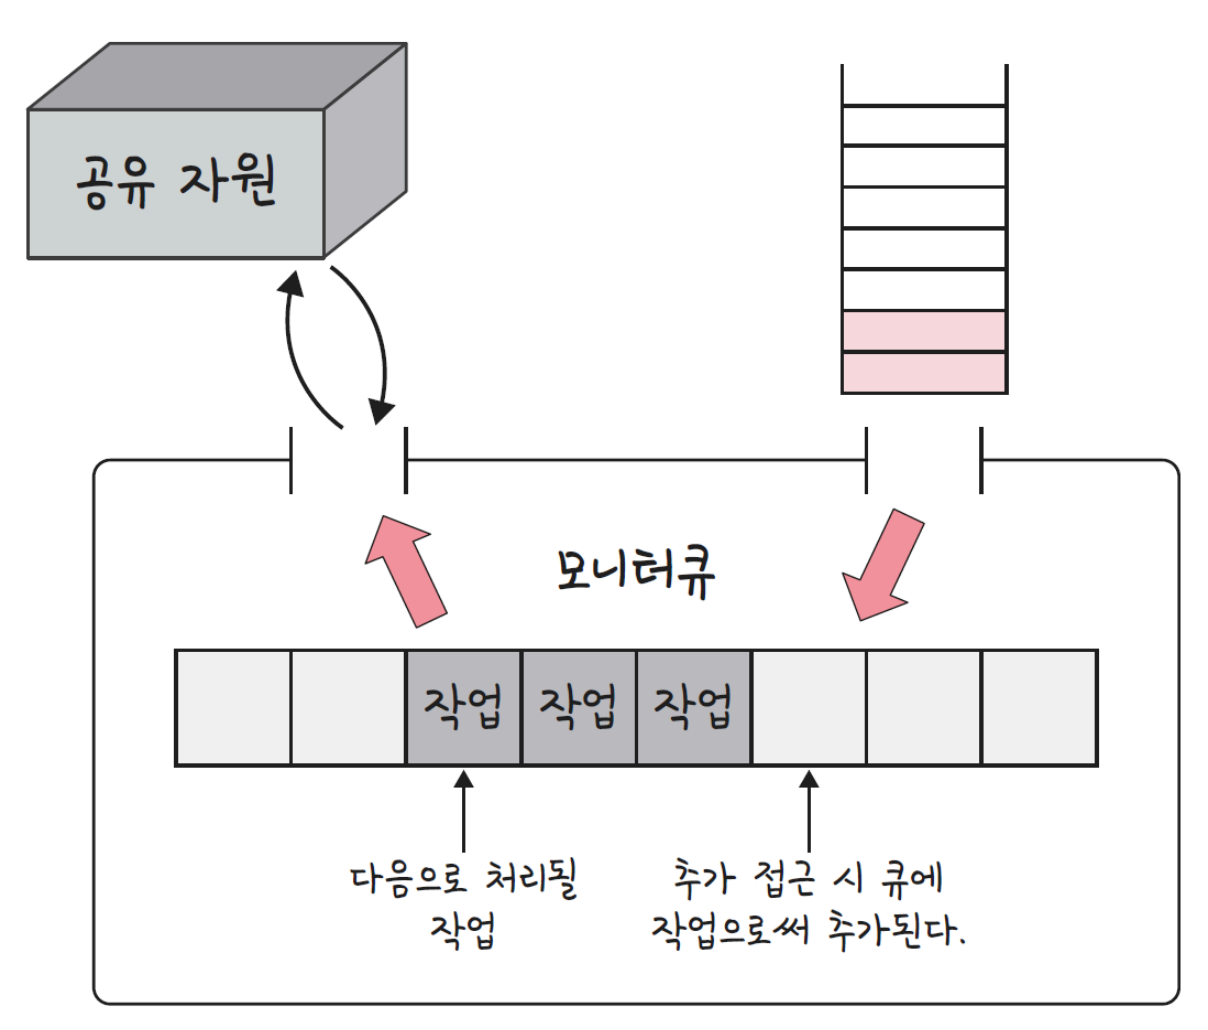 공유 자원
모니터큐
작업 작업 작업
다음으로 처리될
작업
추가 접근 시 큐에
작업으로써 추가된다.